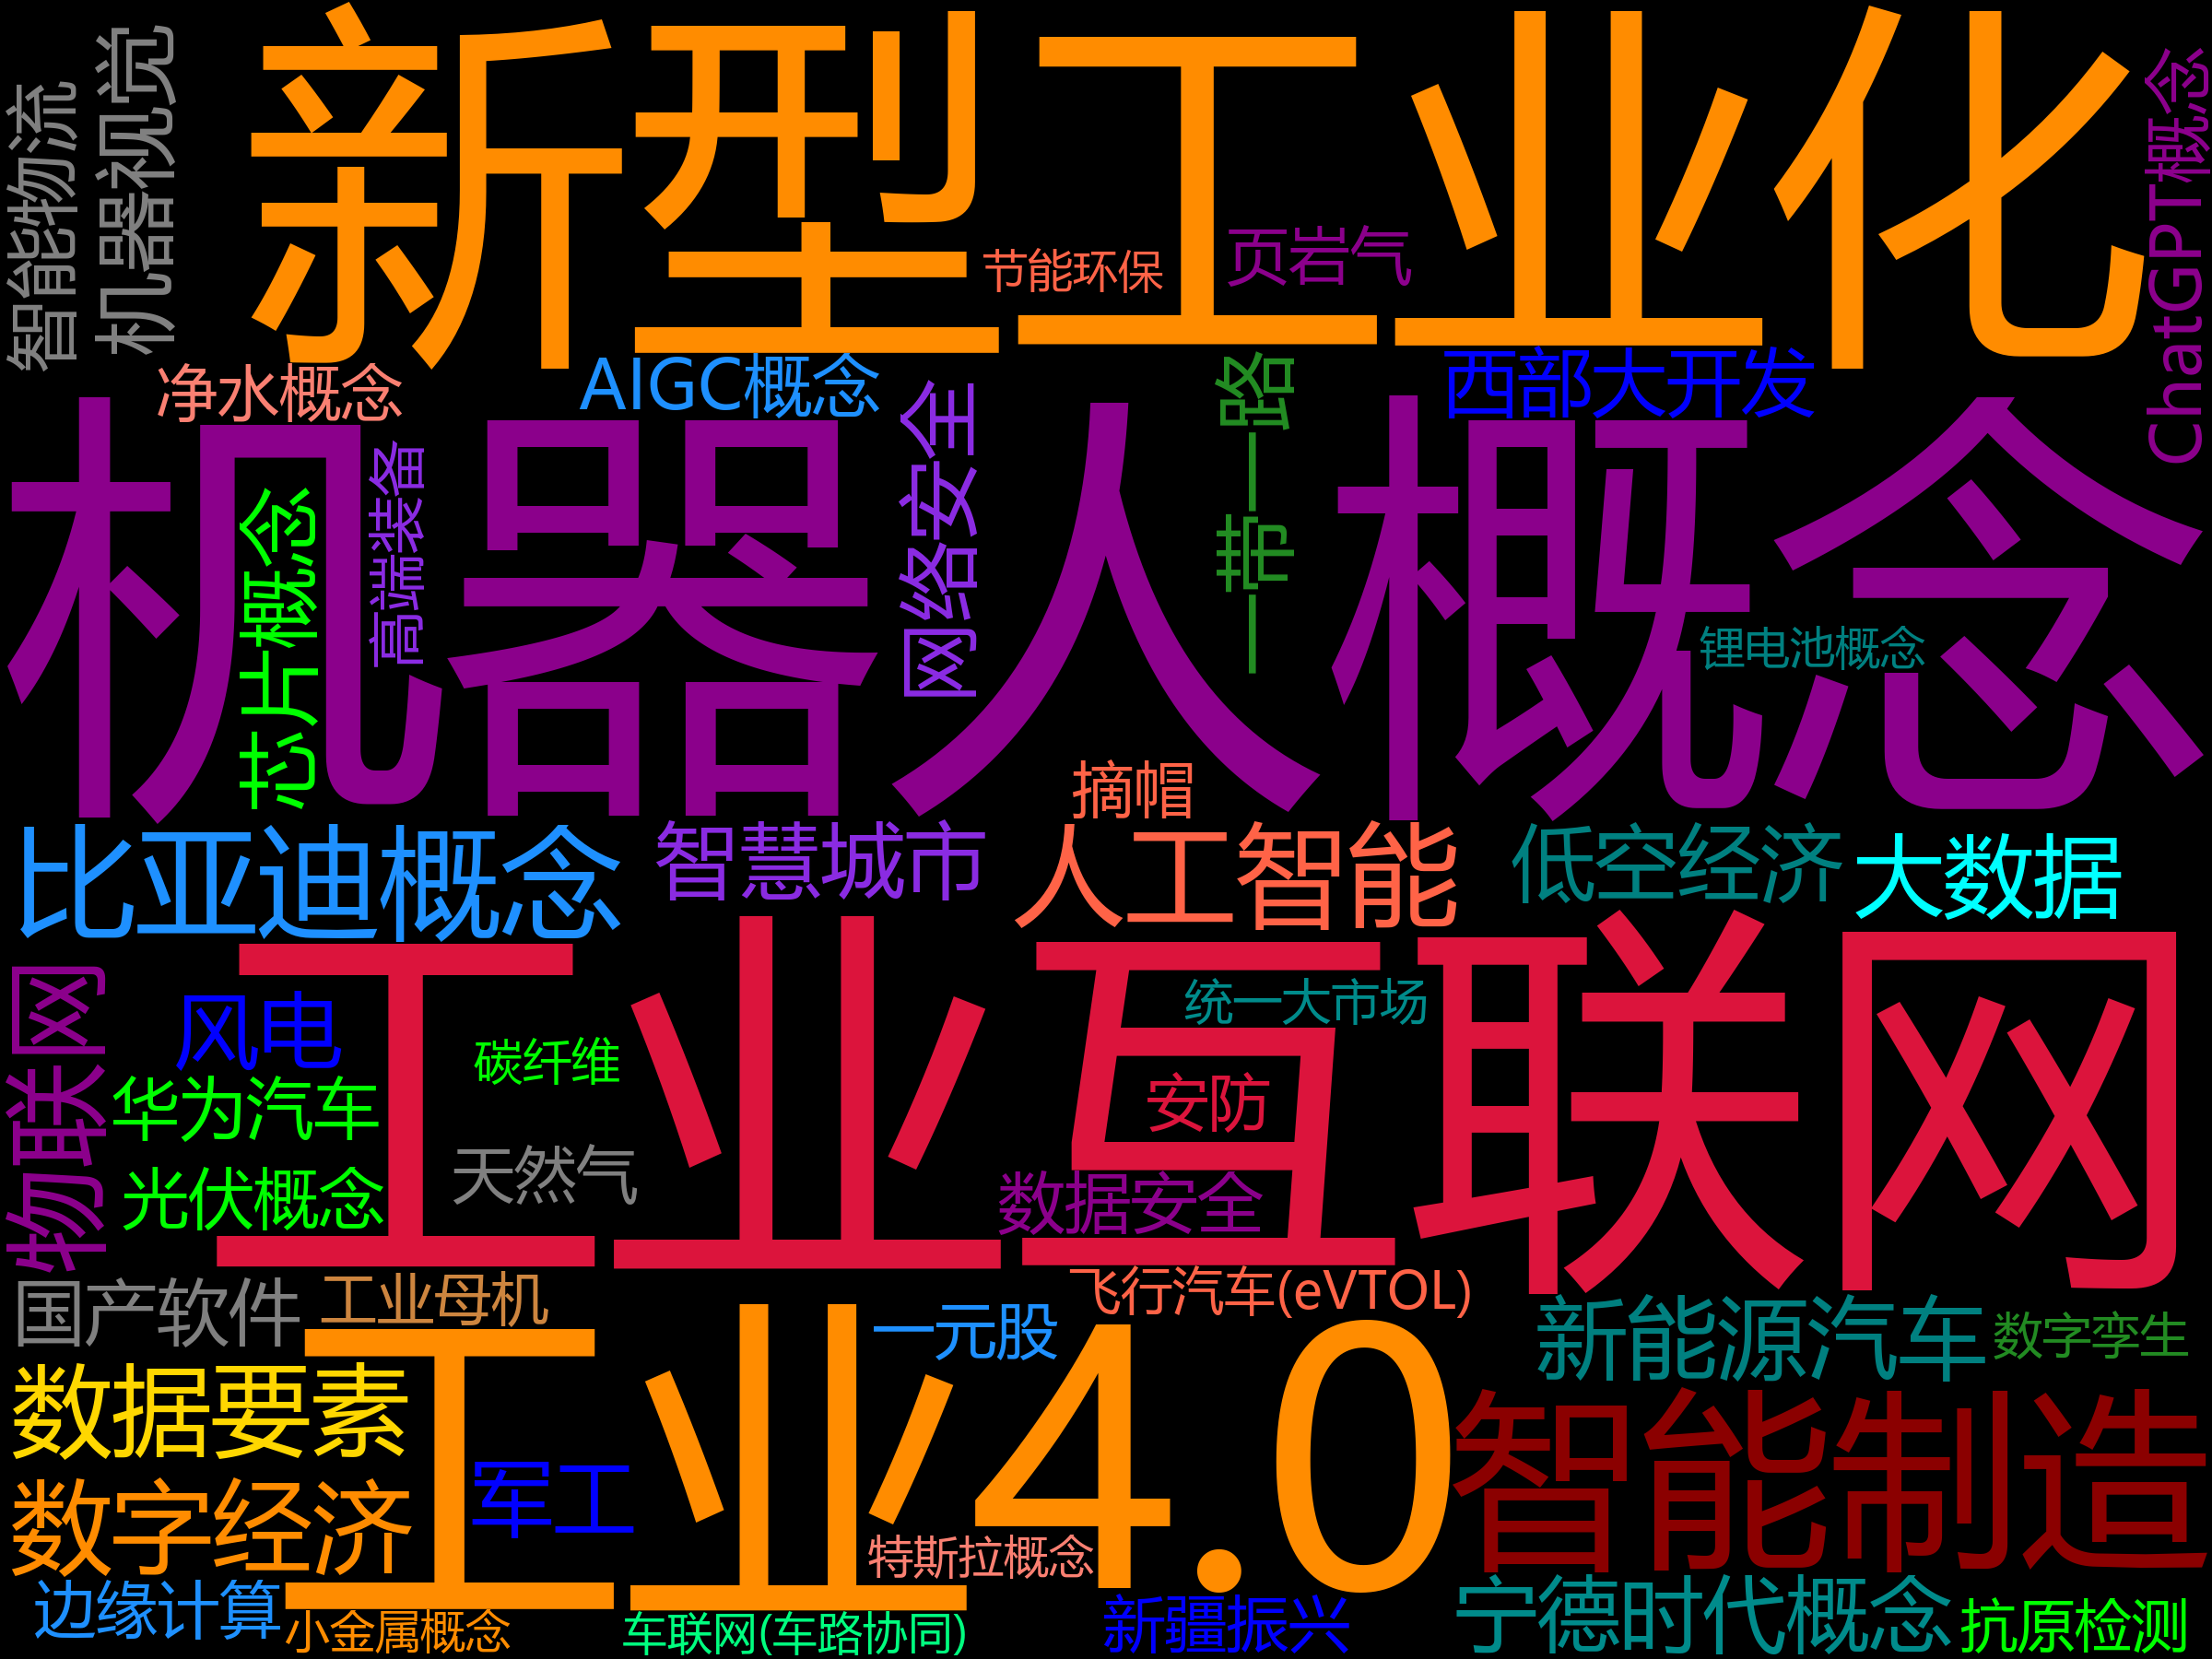 新型工业化
智能物流
机器视觉
ChatGPT概念
节能环保
页岩气
净水概念
AIGC概念
西部大开发
机器人概念
芯片概念
高端装备
网络安全
一带一路
锂电池概念
摘帽
比亚迪概念
智慧城市
人工智能
低空经济
大数据
工业互联网
物联网
风电
碳纤维
统一大市场
华为汽车
安防
天然气
光伏概念
数据安全
国产软件
工业母机
飞行汽车(eVTOL)
一元股
新能源汽车
数字孪生
工业4.0
数据要素
智能制造
军工
数字经济
特斯拉概念
边缘计算
小金属概念
车联网(车路协同)
新疆振兴
宁德时代概念
抗原检测